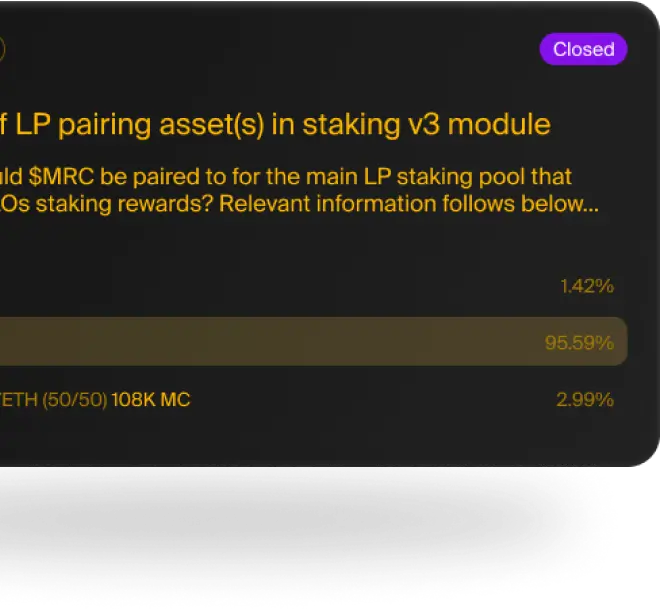 Closed
f LP pairing asset(s) in staking v3 module
uld $MRC be paired to for the main LP staking pool that
Os staking rewards? Relevant information follows below...
1.42%
95.59%
/ETH (50/50) 108K MC
2.99%